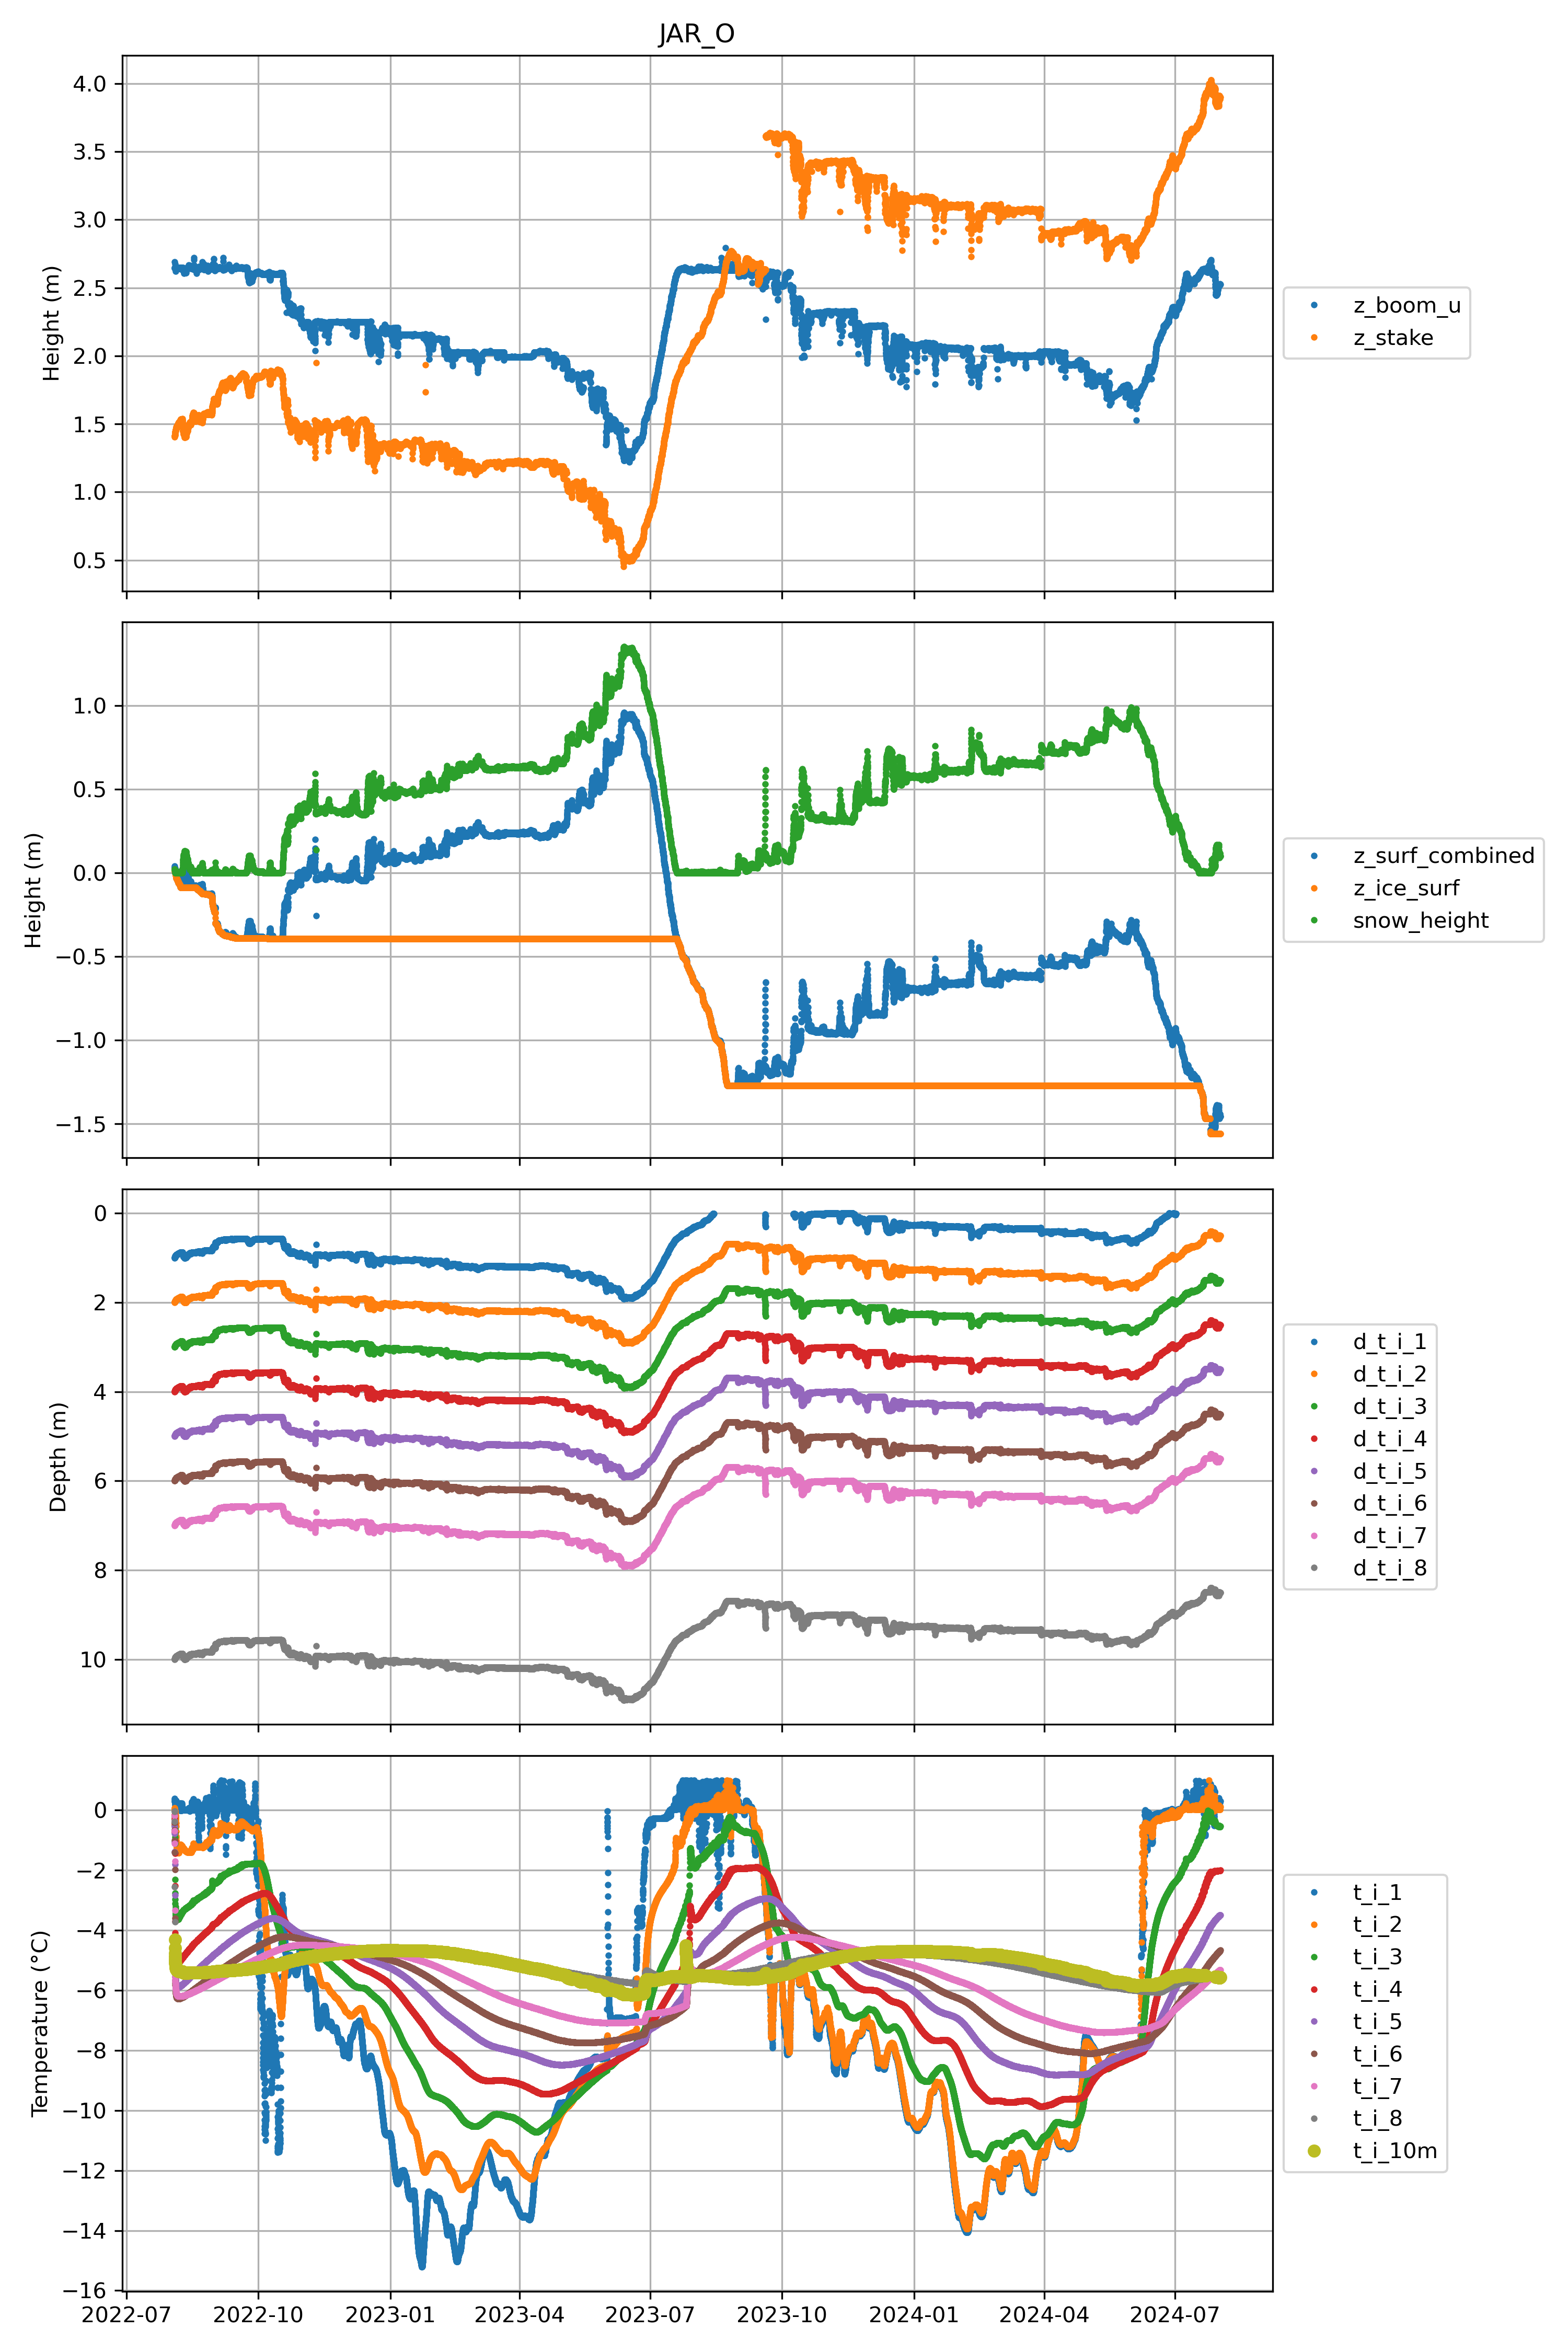 JAR_O
4.0
3.5
3.0
2.5
2.0
1.5
1.0
0.5
Height (m)
z_boom_u
z_stake
1.0
0.5
0.0
−0.5
−1.0
−1.5
Height (m)
z_surf_combined
z_ice_surf
snow_height
0
2
4
6
8
10
Depth (m)
d_t_i_1
d_t_i_2
d_t_i_3
d_t_i_4
d_t_i_5
d_t_i_6
d_t_i_7
d_t_i_8
0
−2
−4
−6
−8
−10
−12
−14
−16
Temperature (°C)
t_i_1
t_i_2
t_i_3
t_i_4
t_i_5
t_i_6
t_i_7
t_i_8
t_i_10m
2022-07 2022-10 2023-01 2023-04 2023-07 2023-10 2024-01 2024-04 2024-07